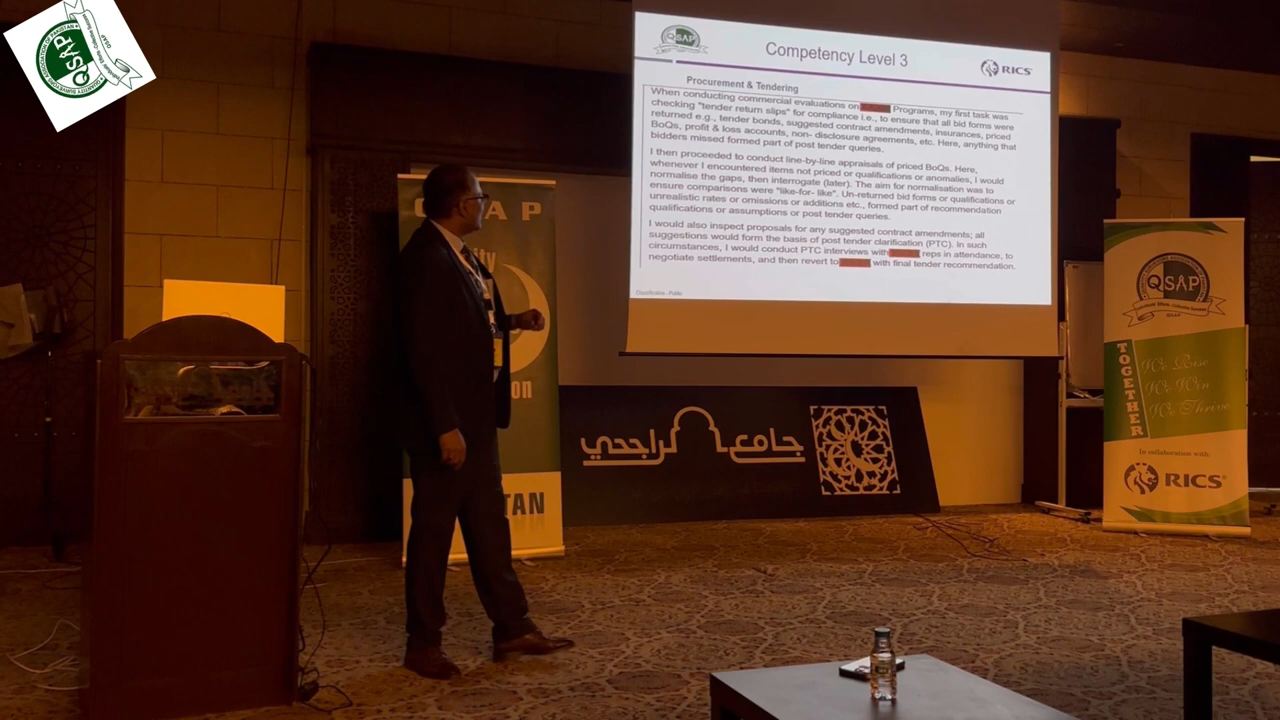 QSAP
QSAP
RICS
Competency Level 3
Procurement & Tendering
When conducting commercial evaluations on Programs, my first task was
checking "tender return slips" for compliance i.e., to ensure that all bid forms were
returned e.g., tender bonds, suggested contract amendments, insurances, priced
BoQs, profit & loss accounts, non- disclosure agreements, etc. Here, anything that
bidders missed formed part of post tender queries.
I then proceeded to conduct line-by-line appraisals of priced BoQs. Here,
whenever I encountered items not priced or qualifications or anomalies, I would
normalise the gaps, then interrogate (later). The aim for normalisation was to
ensure comparisons were "like-for- like". Un-returned bid forms or qualifications or
unrealistic rates or omissions or additions etc., formed part of recommendation
qualifications or assumptions or post tender queries.
I would also inspect proposals for any suggested contract amendments; all
suggestions would form the basis of post tender clarification (PTC). In such
circumstances, I would conduct PTC interviews with reps in attendance, to
negotiate settlements, and then revert to with final tender recommendation.
AP
TAN
جامع الراجحي
QSAP
QSAP
TOGETHER
We Rise
We Win
We Thrive
In collaboration with:
RICS